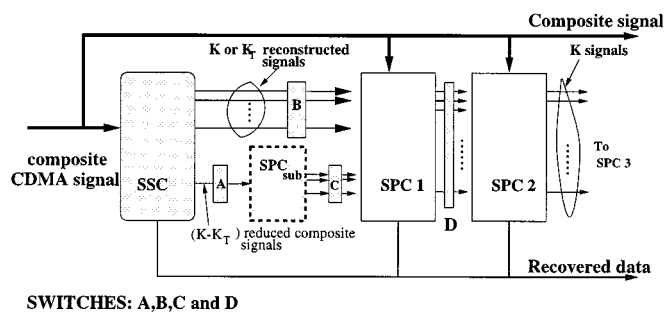 Composite signal
K or K_T reconstructed
signals
K signals
B
composite
CDMA signal
SSC
A
SPC_sub
C
SPC 1
D
SPC 2
To
SPC 3
(K-K_T) reduced composite
signals
Recovered data
SWITCHES: A,B,C and D